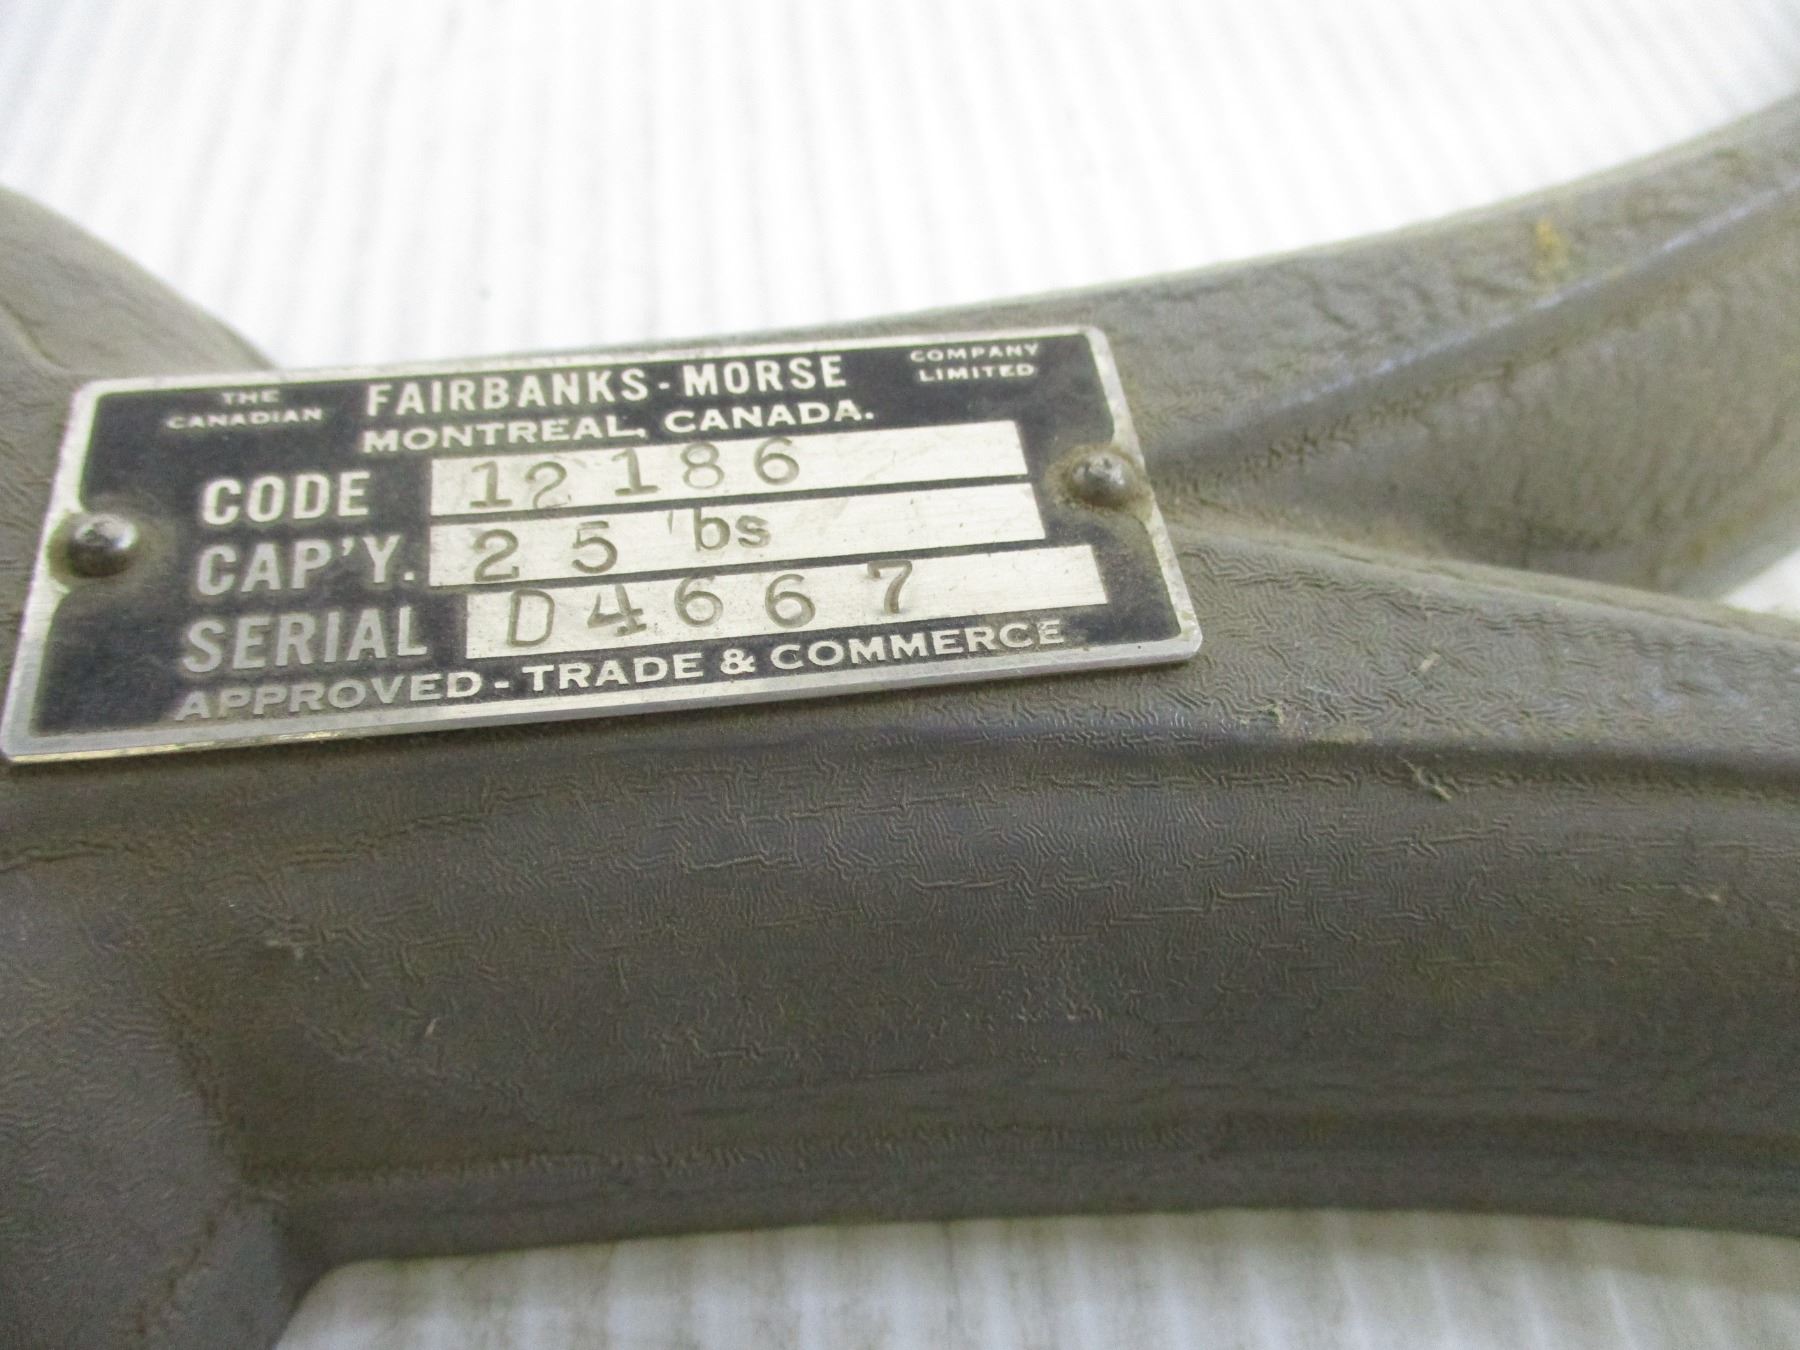 THE CANADIAN FAIRBANKS-MORSE COMPANY LIMITED
MONTREAL, CANADA.
CODE 12186
CAP'Y. 25 lbs
SERIAL D4667
APPROVED - TRADE & COMMERCE